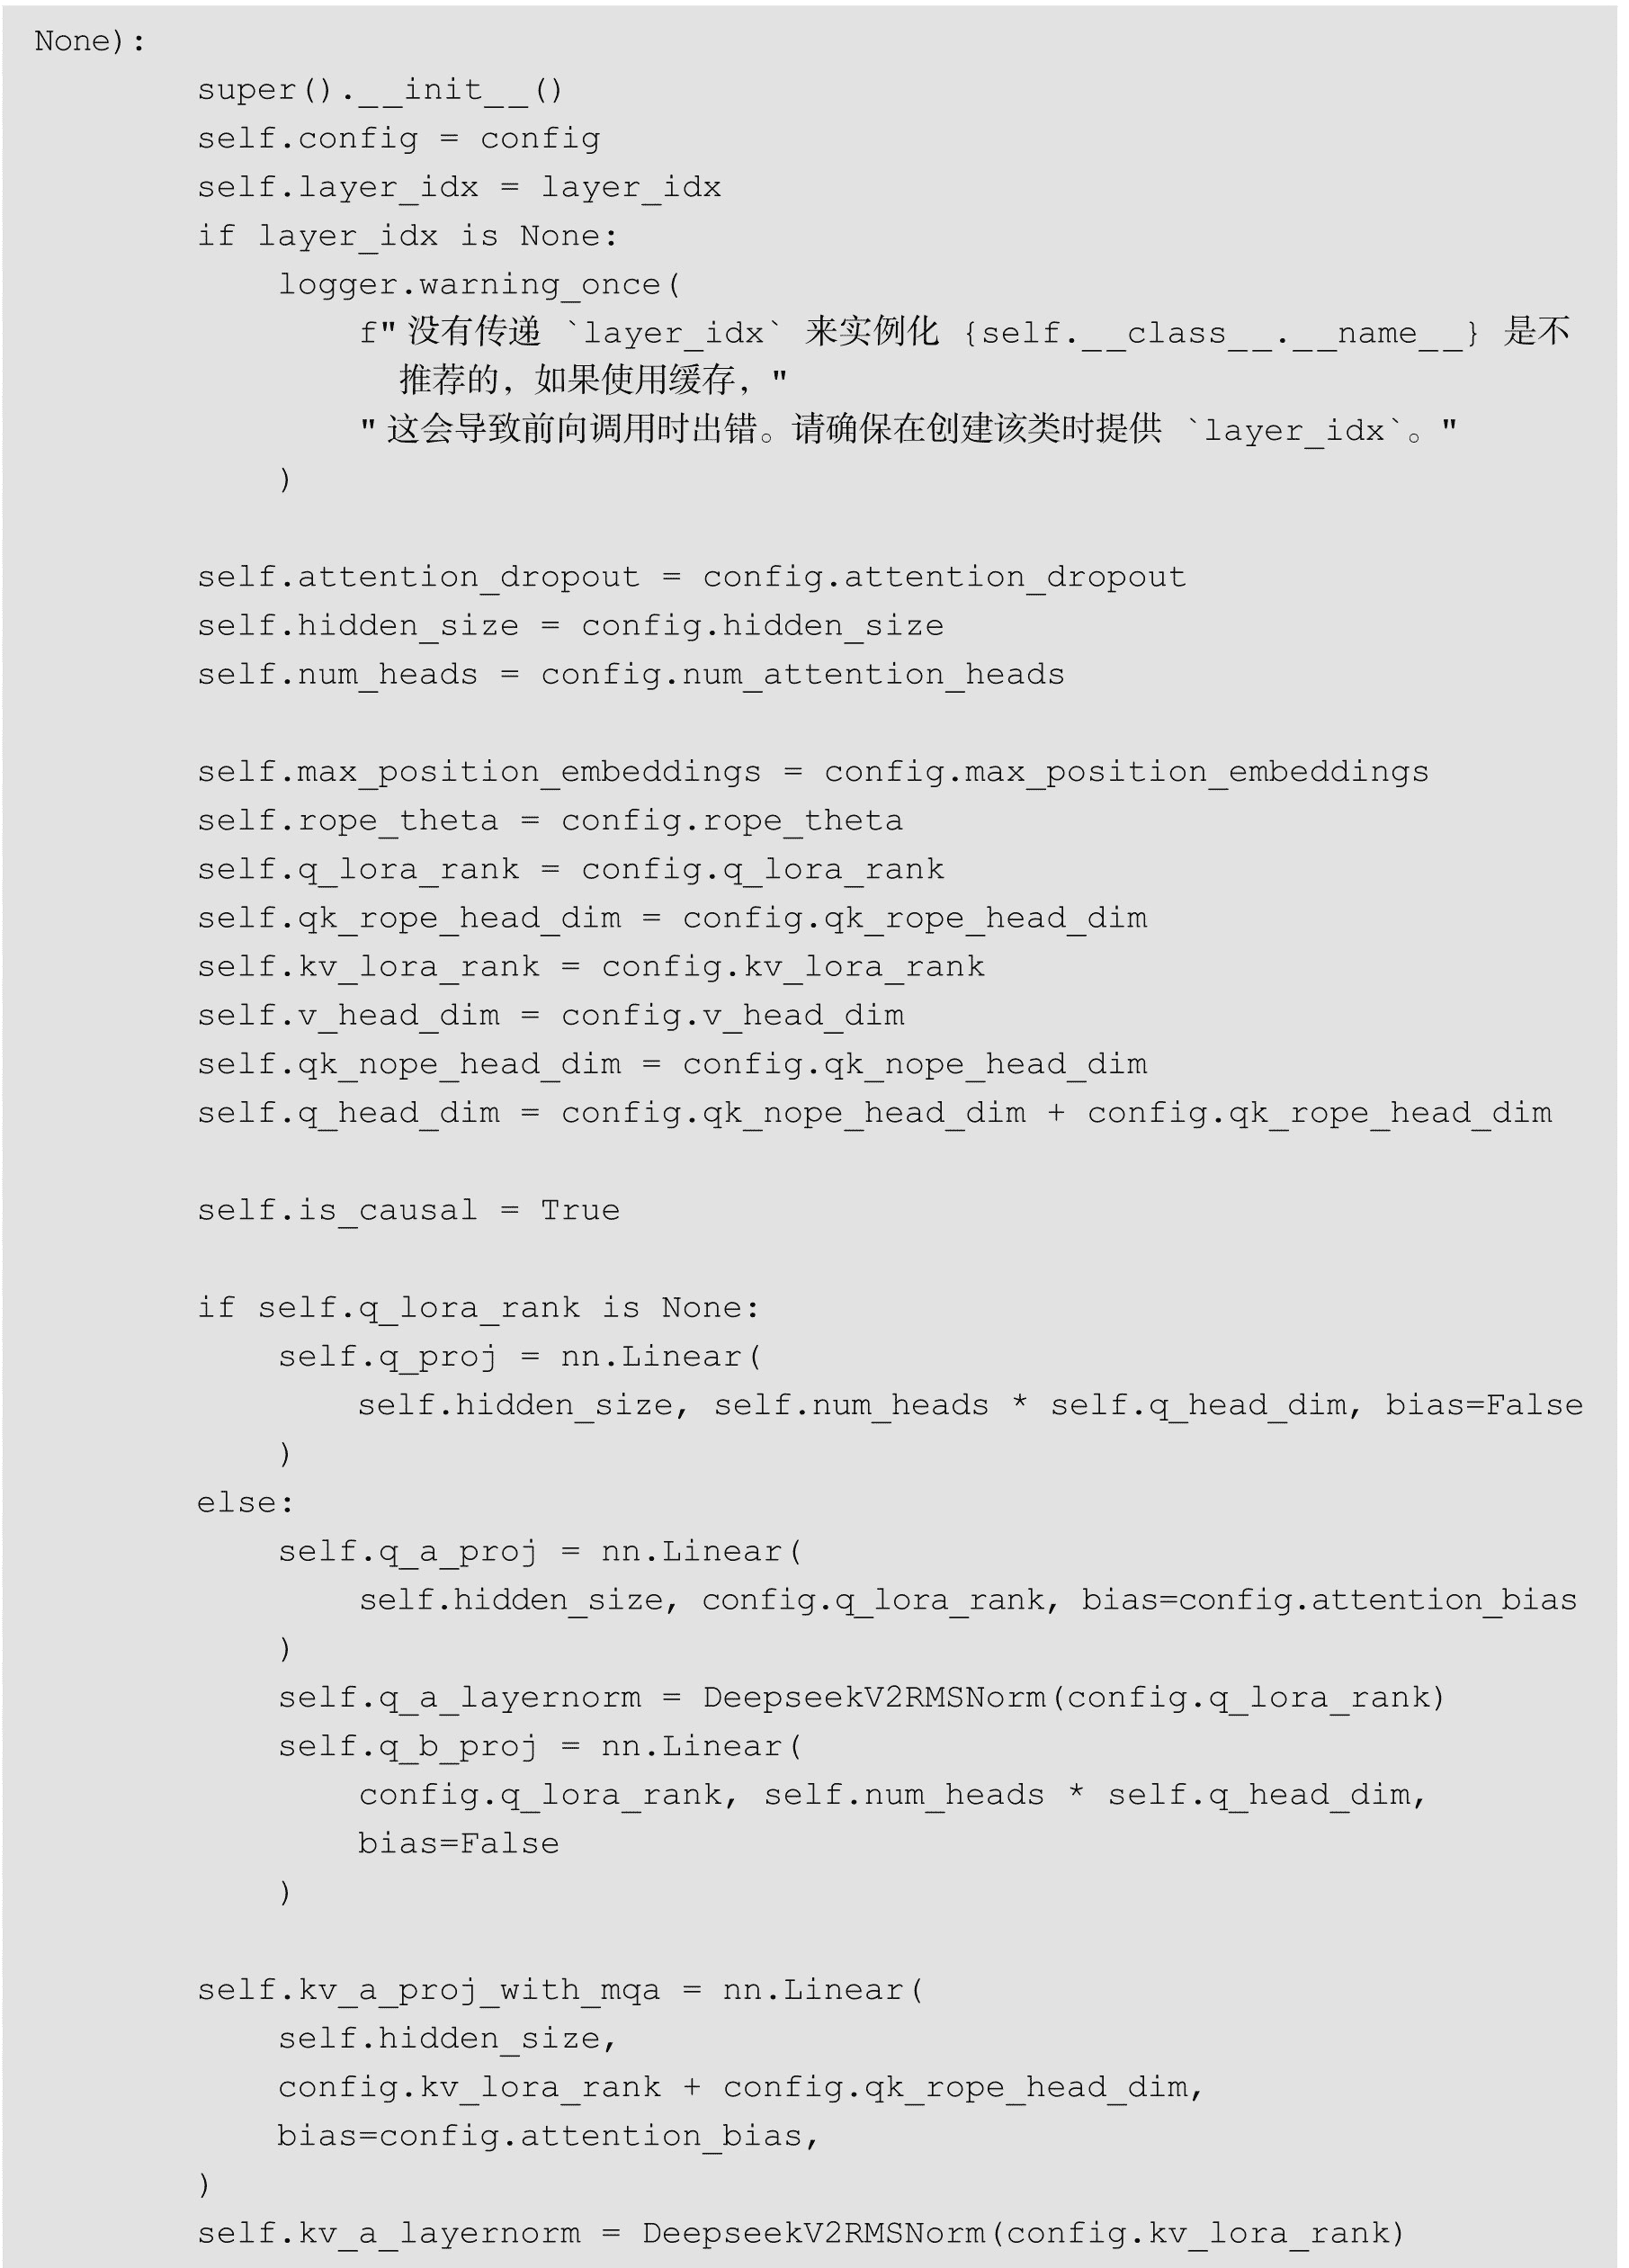 None):
        super().__init__()
        self.config = config
        self.layer_idx = layer_idx
        if layer_idx is None:
            logger.warning_once(
                f"没有传递 `layer_idx` 来实例化 {self.__class__.__name__} 是不
                  推荐的，如果使用缓存，"
                "这会导致前向调用时出错。请确保在创建该类时提供 `layer_idx`。"
            )

        self.attention_dropout = config.attention_dropout
        self.hidden_size = config.hidden_size
        self.num_heads = config.num_attention_heads

        self.max_position_embeddings = config.max_position_embeddings
        self.rope_theta = config.rope_theta
        self.q_lora_rank = config.q_lora_rank
        self.qk_rope_head_dim = config.qk_rope_head_dim
        self.kv_lora_rank = config.kv_lora_rank
        self.v_head_dim = config.v_head_dim
        self.qk_nope_head_dim = config.qk_nope_head_dim
        self.q_head_dim = config.qk_nope_head_dim + config.qk_rope_head_dim

        self.is_causal = True

        if self.q_lora_rank is None:
            self.q_proj = nn.Linear(
                self.hidden_size, self.num_heads * self.q_head_dim, bias=False
            )
        else:
            self.q_a_proj = nn.Linear(
                self.hidden_size, config.q_lora_rank, bias=config.attention_bias
            )
            self.q_a_layernorm = DeepseekV2RMSNorm(config.q_lora_rank)
            self.q_b_proj = nn.Linear(
                config.q_lora_rank, self.num_heads * self.q_head_dim,
                bias=False
            )

        self.kv_a_proj_with_mqa = nn.Linear(
            self.hidden_size,
            config.kv_lora_rank + config.qk_rope_head_dim,
            bias=config.attention_bias,
        )
        self.kv_a_layernorm = DeepseekV2RMSNorm(config.kv_lora_rank)